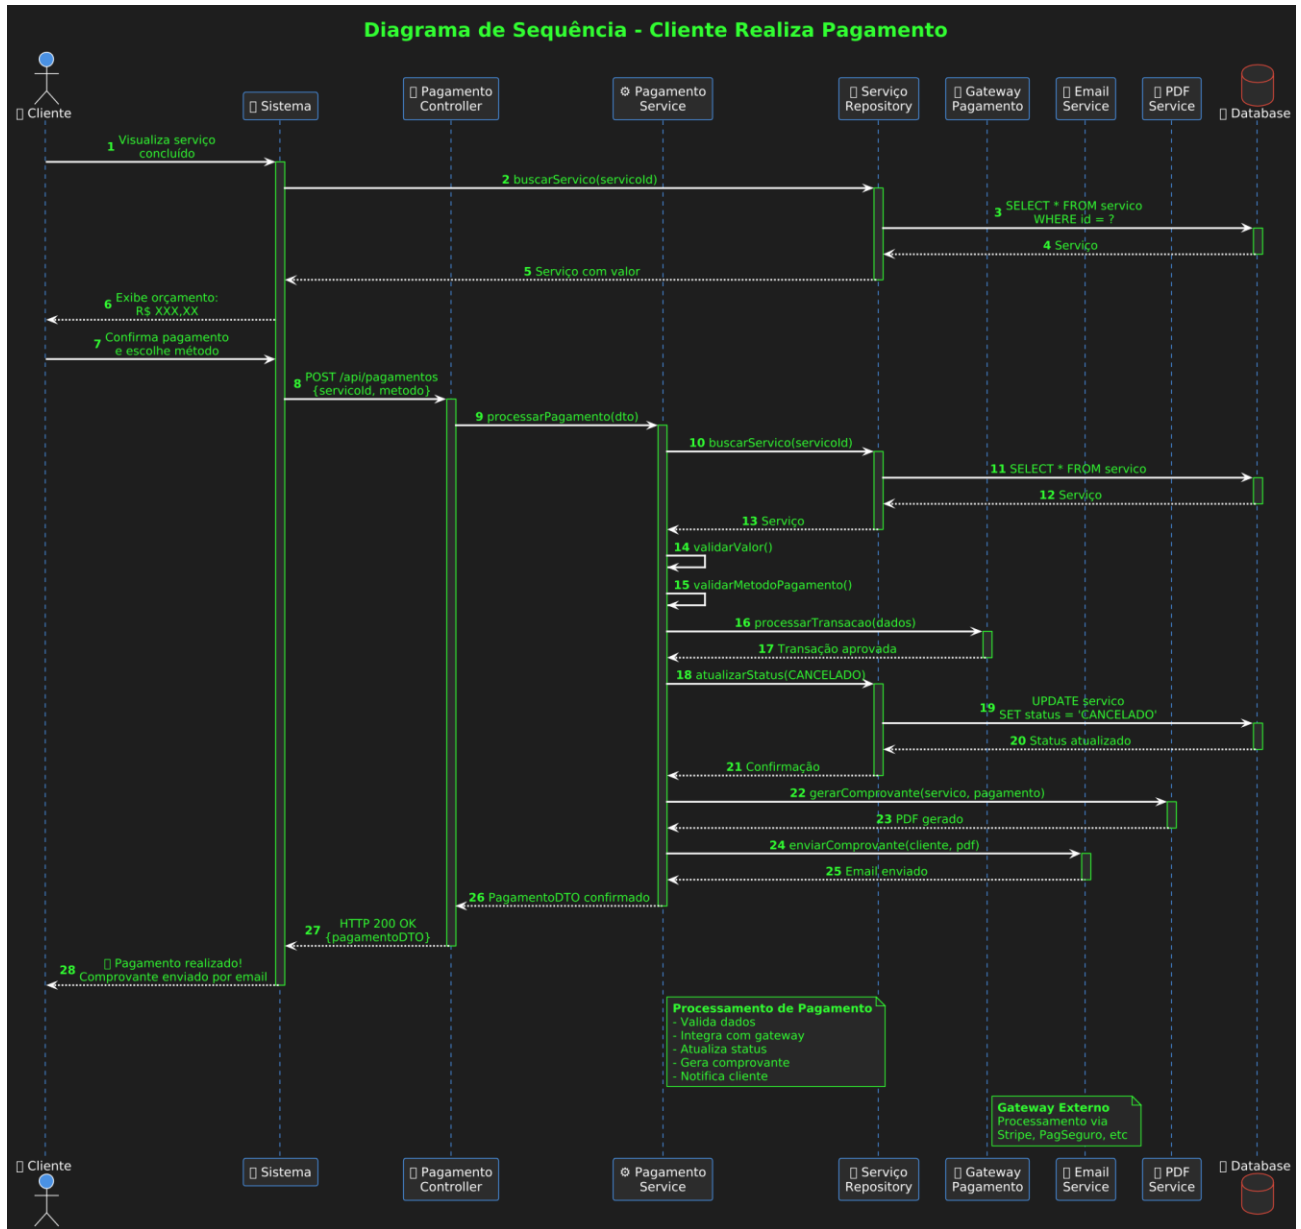 Diagrama de Sequência - Cliente Realiza Pagamento
Cliente
Sistema
Pagamento
Controller
Pagamento
Service
Serviço
Repository
Gateway
Pagamento
Email
Service
PDF
Service
Database
1 Visualiza serviço
concluído
2 buscarServico(servicoId)
3 SELECT * FROM servico
WHERE id = ?
4 Serviço
5 Serviço com valor
6 Exibe orçamento:
R$ XXX,XX
7 Confirma pagamento
e escolhe método
8 POST /api/pagamentos
{servicoId, metodo}
9 processarPagamento(dto)
10 buscarServico(servicoId)
11 SELECT * FROM servico
12 Serviço
13 Serviço
14 validarValor()
15 validarMetodoPagamento()
16 processarTransacao(dados)
17 Transação aprovada
18 atualizarStatus(CANCELADO)
19 UPDATE servico
SET status = 'CANCELADO'
20 Status atualizado
21 Confirmação
22 gerarComprovante(servico, pagamento)
23 PDF gerado
24 enviarComprovante(cliente, pdf)
25 Email enviado
26 PagamentoDTO confirmado
27 HTTP 200 OK
{pagamentoDTO}
28 Pagamento realizado!
Comprovante enviado por email
Processamento de Pagamento
- Valida dados
- Integra com gateway
- Atualiza status
- Gera comprovante
- Notifica cliente
Gateway Externo
Processamento via
Stripe, PagSeguro, etc
Cliente
Sistema
Pagamento
Controller
Pagamento
Service
Serviço
Repository
Gateway
Pagamento
Email
Service
PDF
Service
Database